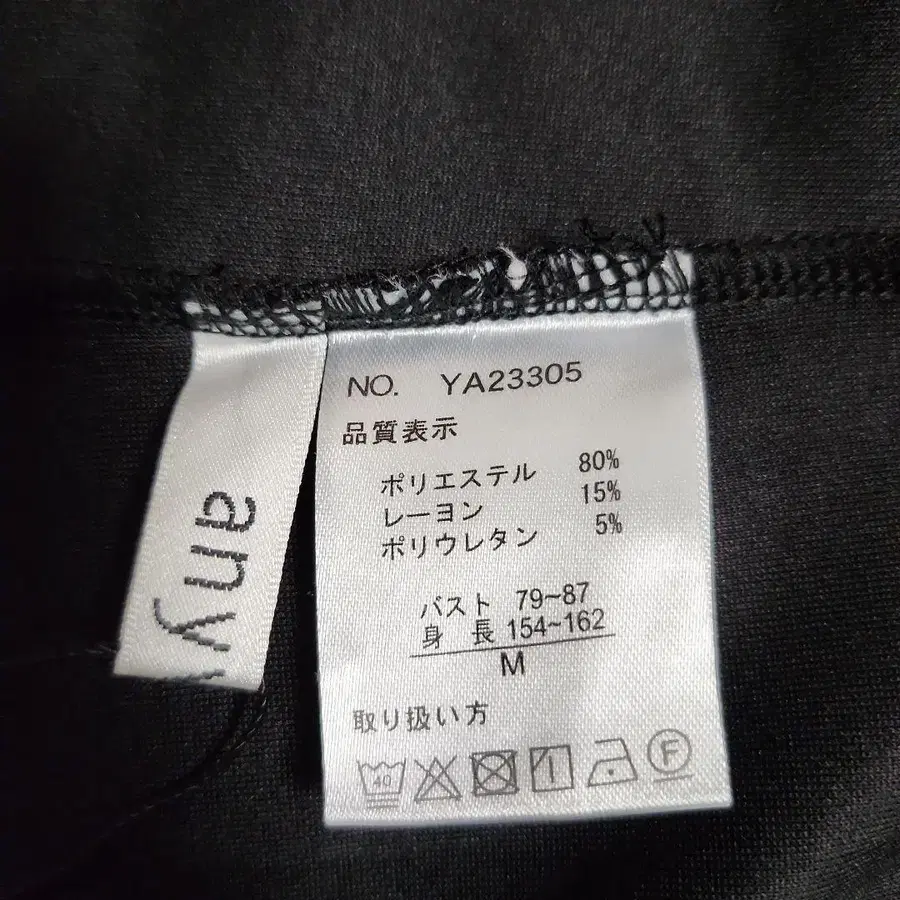 any
NO. YA23305
品質表示
ポリエステル 80%
レーヨン 15%
ポリウレタン 5%
バスト 79~87
身 長 154~162
M
取り扱い方
40
F